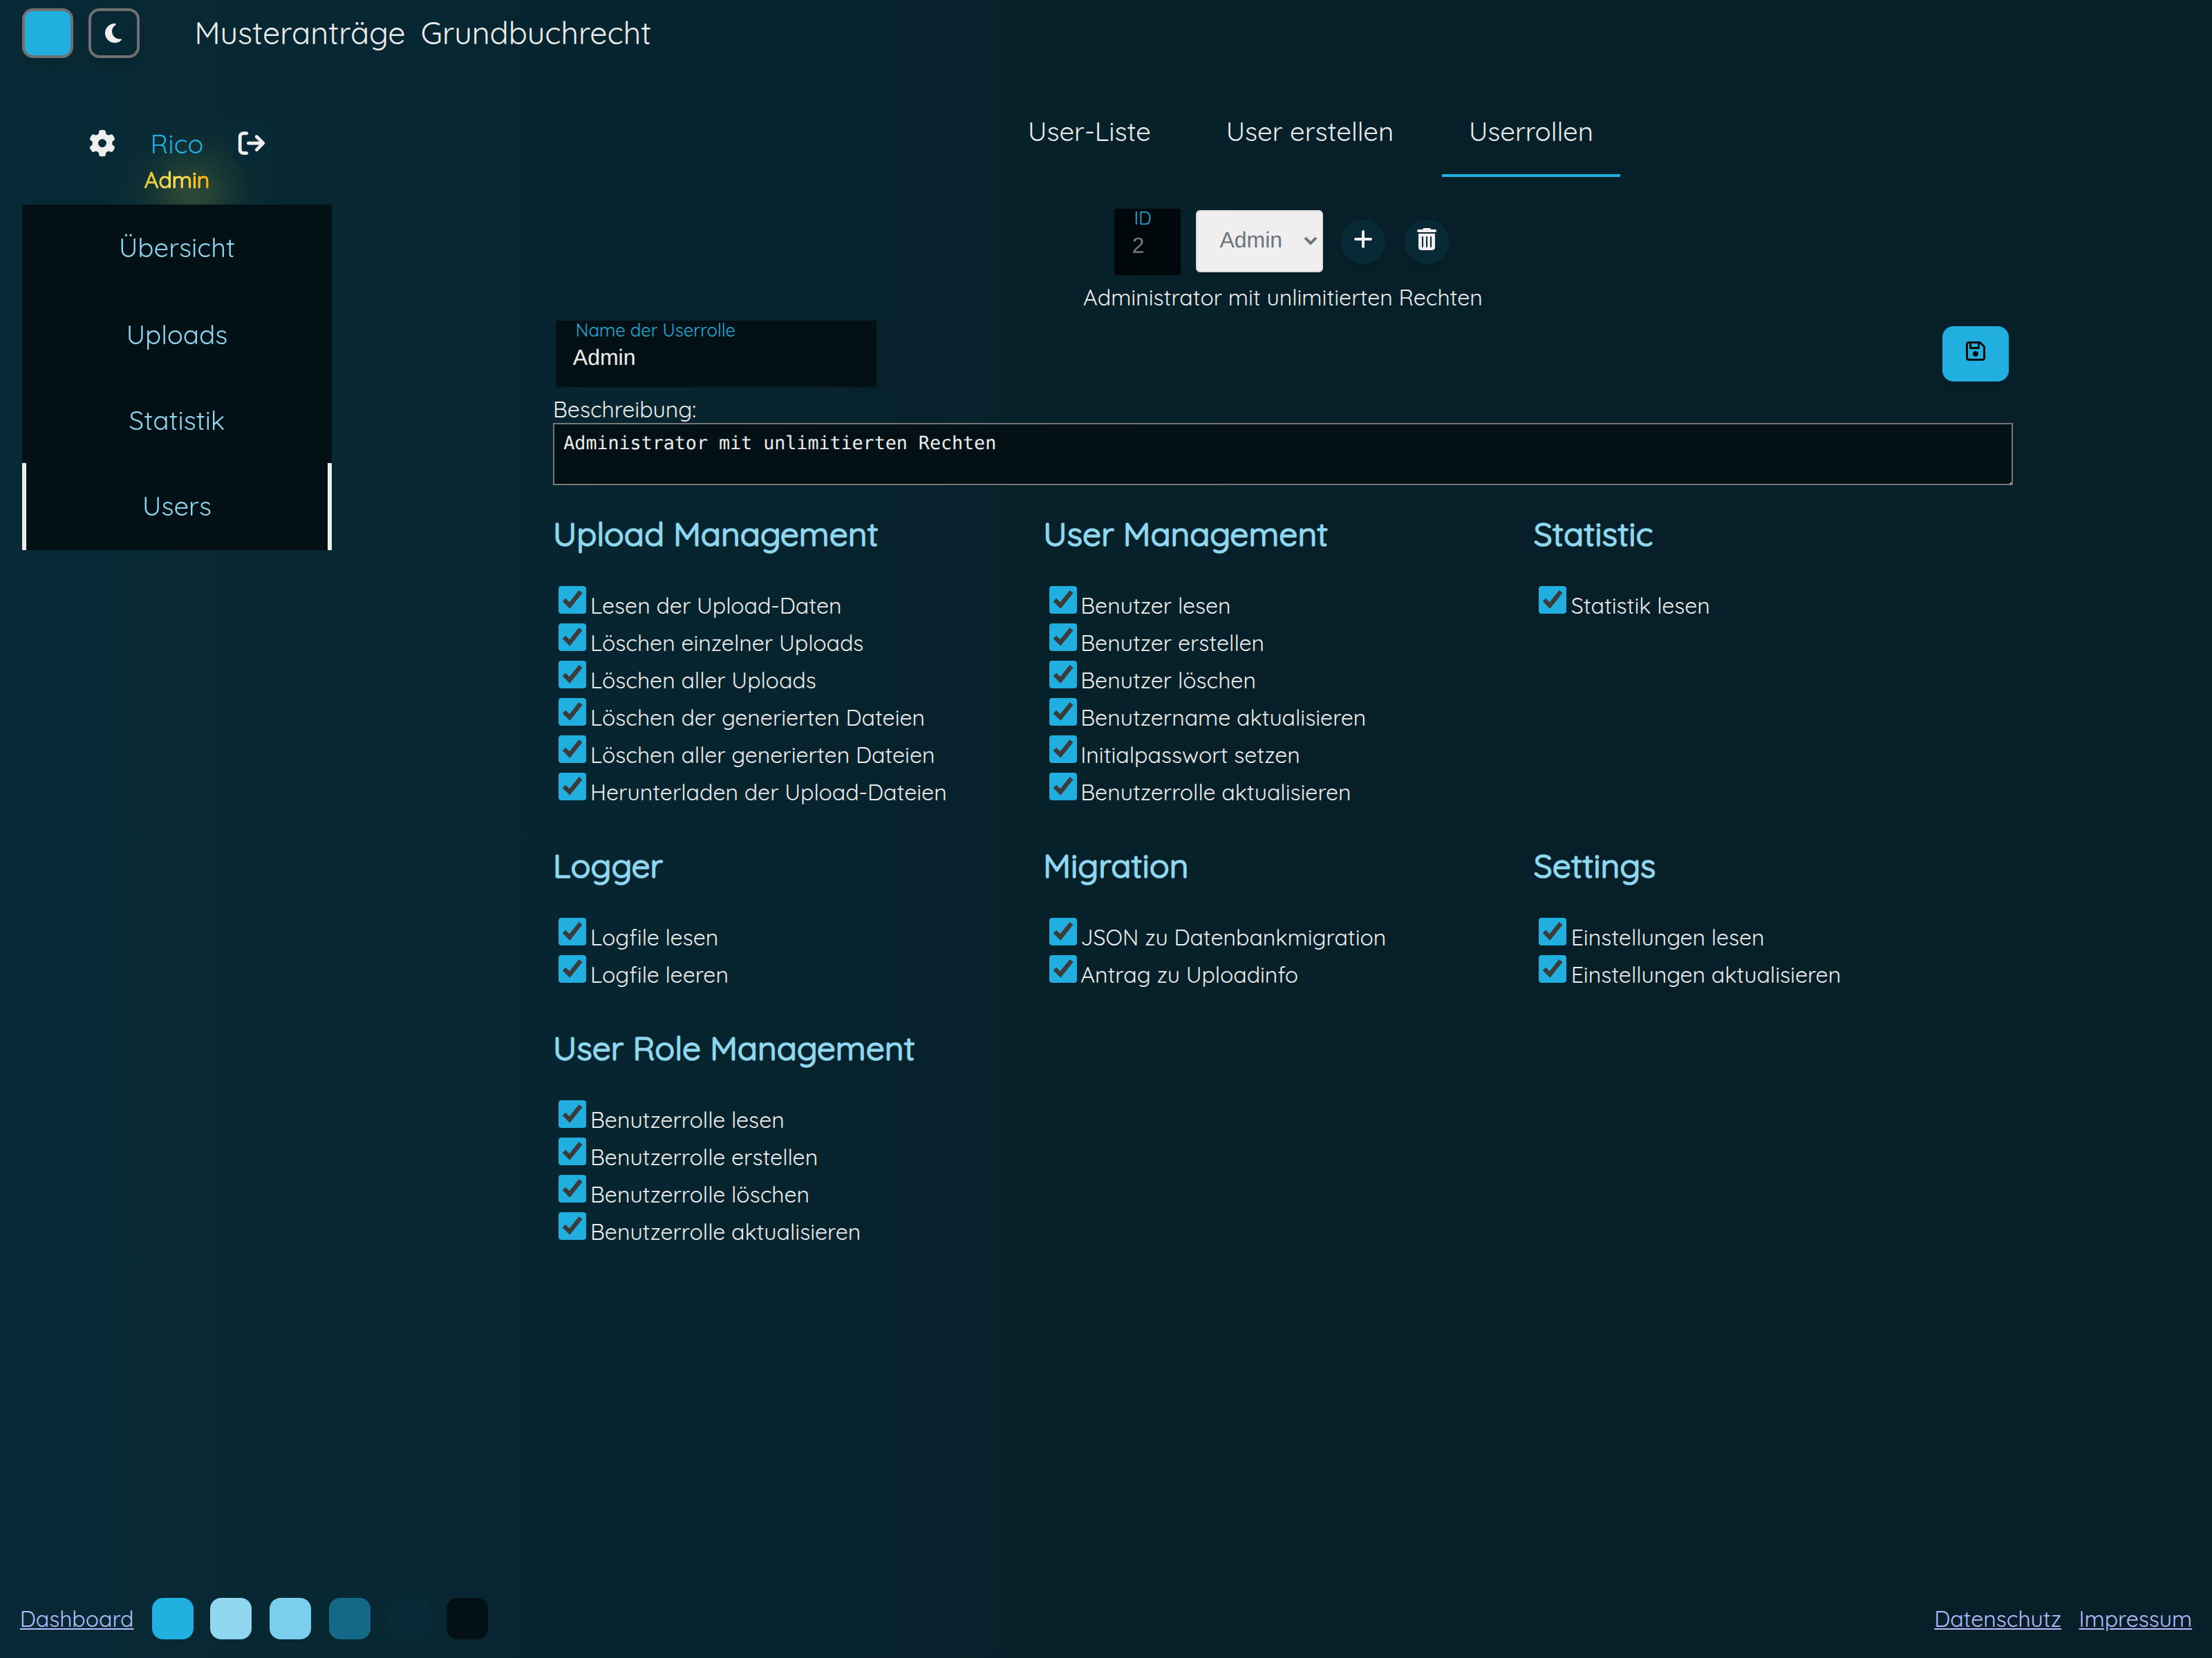 Musteranträge Grundbuchrecht
Rico
Admin
Übersicht
Uploads
Statistik
Users
User-Liste User erstellen Userrollen
ID
2
Admin
Administrator mit unlimitierten Rechten
Name der Userrolle
Admin
Beschreibung:
Administrator mit unlimitierten Rechten
Upload Management
Lesen der Upload-Daten
Löschen einzelner Uploads
Löschen aller Uploads
Löschen der generierten Dateien
Löschen aller generierten Dateien
Herunterladen der Upload-Dateien
User Management
Benutzer lesen
Benutzer erstellen
Benutzer löschen
Benutzername aktualisieren
Initialpasswort setzen
Benutzerrolle aktualisieren
Statistic
Statistik lesen
Logger
Logfile lesen
Logfile leeren
Migration
JSON zu Datenbankmigration
Antrag zu Uploadinfo
Settings
Einstellungen lesen
Einstellungen aktualisieren
User Role Management
Benutzerrolle lesen
Benutzerrolle erstellen
Benutzerrolle löschen
Benutzerrolle aktualisieren
Dashboard
Datenschutz Impressum